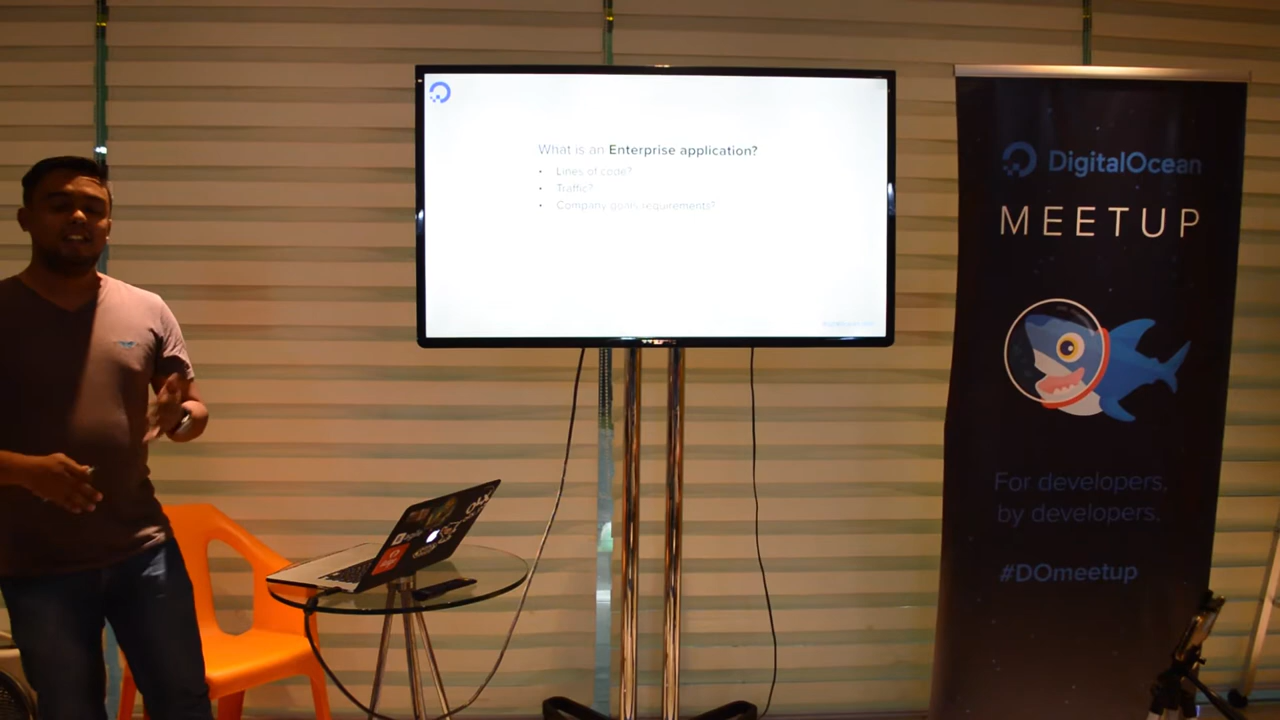 What is an Enterprise application?
• Lines of code?
• Traffic?
• Company goals requirements?
DigitalOcean
MEETUP
For developers,
by developers.
#DOmeetup